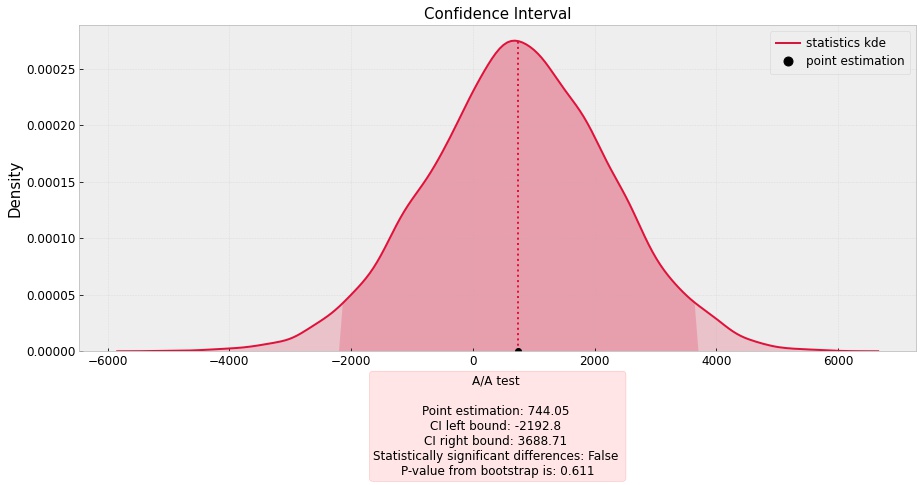 Confidence Interval
statistics kde
point estimation
Density
0.00025
0.00020
0.00015
0.00010
0.00005
0.00000
−6000 −4000 −2000 0 2000 4000 6000
A/A test
Point estimation: 744.05
CI left bound: -2192.8
CI right bound: 3688.71
Statistically significant differences: False
P-value from bootstrap is: 0.611